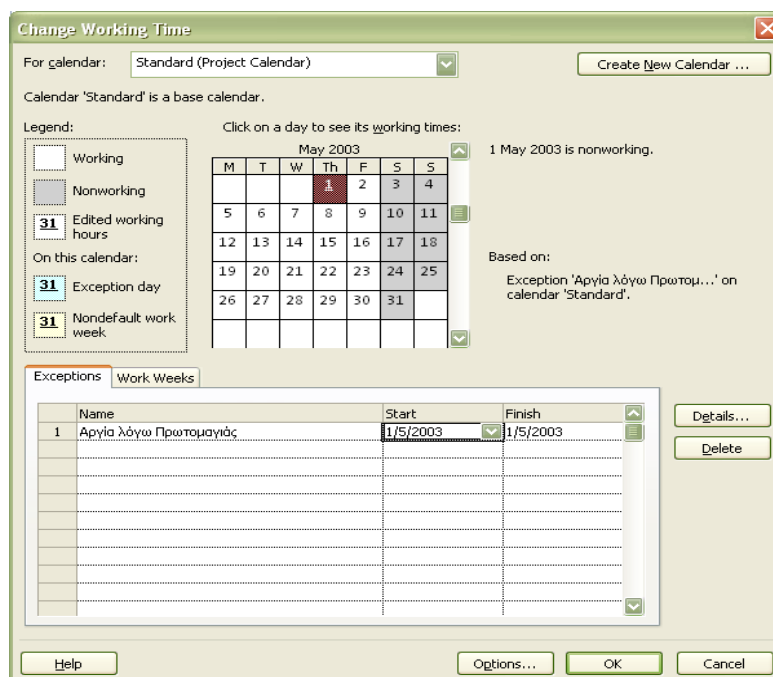 Change Working Time
For calendar: Standard (Project Calendar) Create New Calendar ...
Calendar 'Standard' is a base calendar.
Legend: Click on a day to see its working times:
Working
Nonworking
31 Edited working
hours
On this calendar:
31 Exception day
31 Nondefault work
week
May 2003
M T W Th F S S
1 2 3 4
5 6 7 8 9 10 11
12 13 14 15 16 17 18
19 20 21 22 23 24 25
26 27 28 29 30 31
1 May 2003 is nonworking.
Based on:
Exception 'Αργία λόγω Πρωτομ...' on
calendar 'Standard'.
Exceptions Work Weeks
Name Start Finish
1 Αργία λόγω Πρωτομαγιάς 1/5/2003 1/5/2003
Details...
Delete
Help Options... OK Cancel